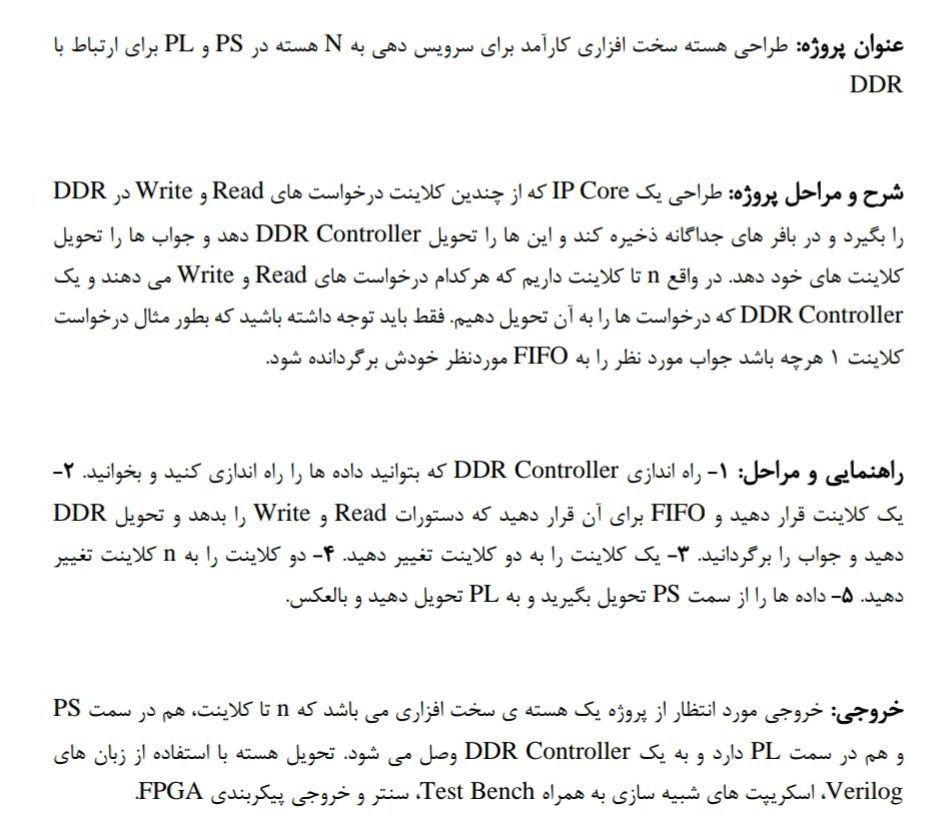 عنوان پروژه: طراحی هسته سخت افزاری کارآمد برای سرویس دهی به N هسته در PS و PL برای ارتباط با
DDR
شرح و مراحل پروژه: طراحی یک IP Core که از چندین کلاینت درخواست های Read و Write در DDR
را بگیرد و در بافر های جداگانه ذخیره کند و این ها را تحویل DDR Controller دهد و جواب ها را تحویل
کلاینت های خود دهد. در واقع n تا کلاینت داریم که هرکدام درخواست های Read و Write می دهند و یک
DDR Controller که درخواست ها را به آن تحویل دهیم. فقط باید توجه داشته باشید که بطور مثال درخواست
کلاینت ۱ هرچه باشد جواب مورد نظر را به FIFO موردنظر خودش برگردانده شود.
راهنمایی و مراحل: ۱- راه اندازی DDR Controller که بتوانید داده ها را راه اندازی کنید و بخوانید. ۲-
یک کلاینت قرار دهید و FIFO برای آن قرار دهید که دستورات Read و Write را بدهد و تحویل DDR
دهید و جواب را برگردانید. ۳- یک کلاینت را به دو کلاینت تغییر دهید. ۴- دو کلاینت را به n کلاینت تغییر
دهید. ۵- داده ها را از سمت PS تحویل بگیرید و به PL تحویل دهید و بالعکس.
خروجی: خروجی مورد انتظار از پروژه یک هسته ی سخت افزاری می باشد که n تا کلاینت، هم در سمت PS
و هم در سمت PL دارد و به یک DDR Controller وصل می شود. تحویل هسته با استفاده از زبان های
Verilog، اسکریپت های شبیه سازی به همراه Test Bench، سنتز و خروجی پیکربندی FPGA.